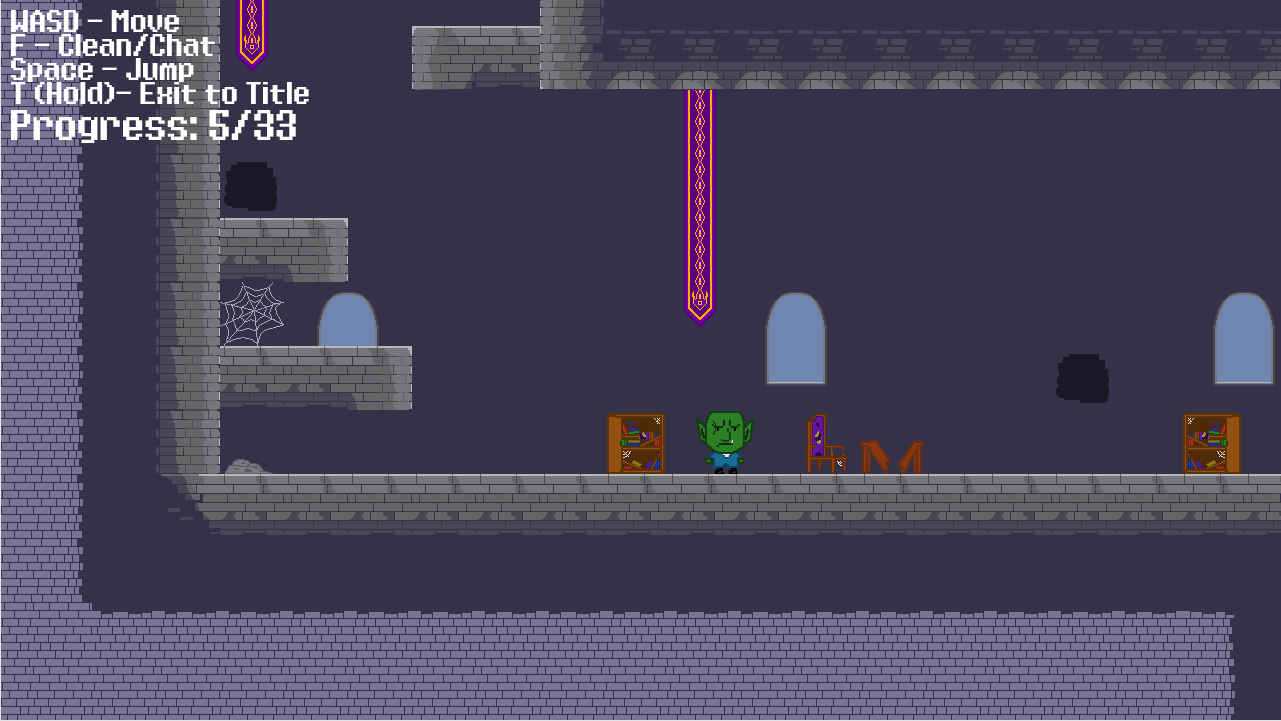 WASD - Move
F - Clean/Chat
Space - Jump
T (Hold)- Exit to Title
Progress: 5/33